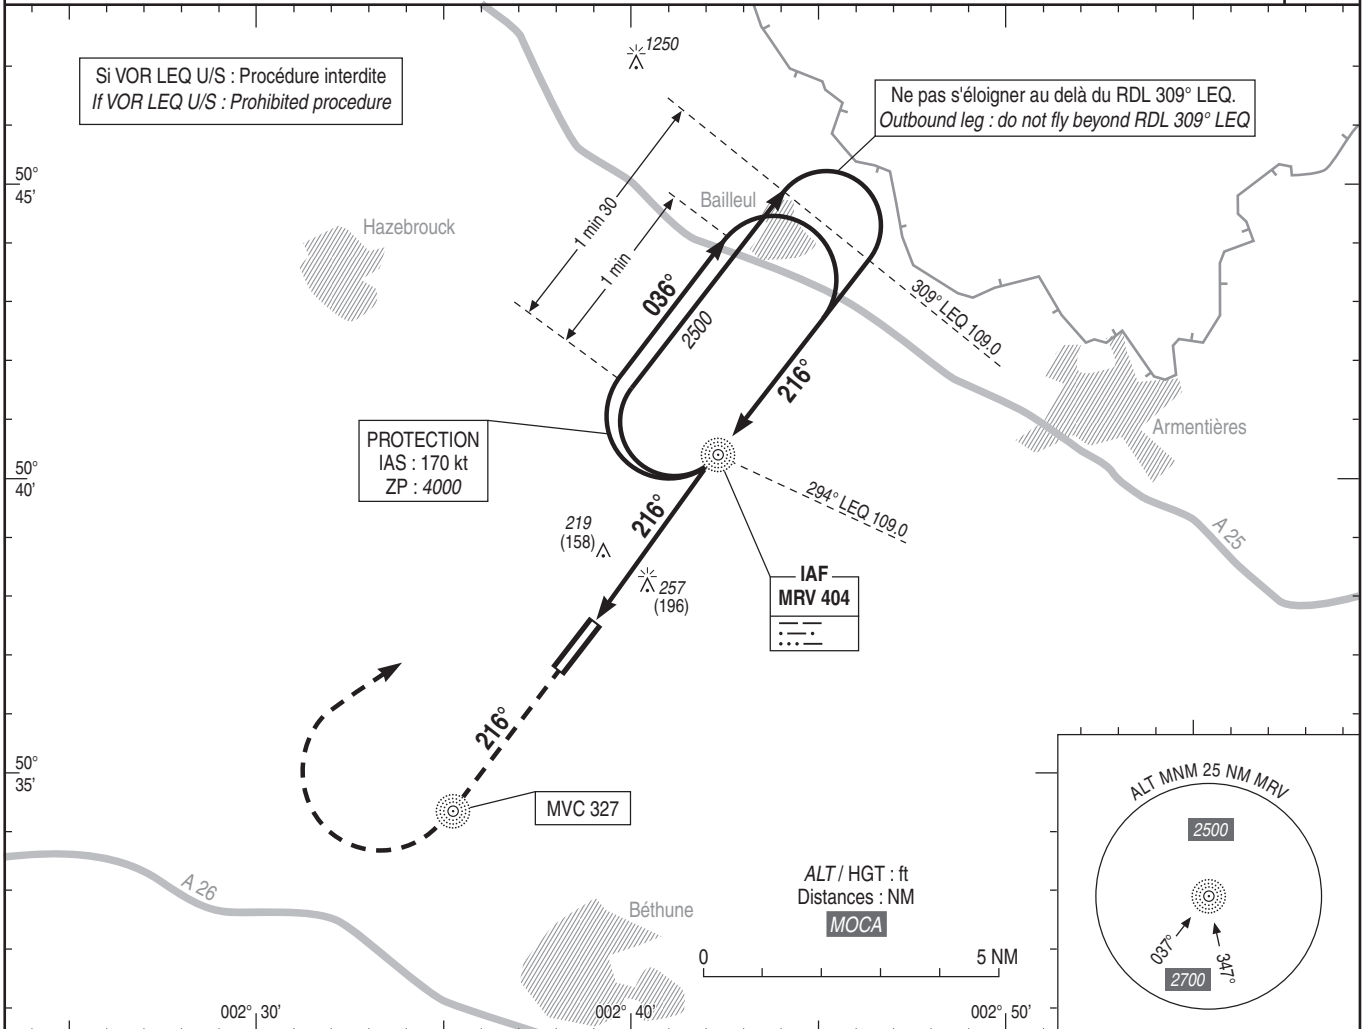 1250
Si VOR LEQ U/S : Procédure interdite
If VOR LEQ U/S : Prohibited procedure
Ne pas s'éloigner au delà du RDL 309° LEQ.
Outbound leg : do not fly beyond RDL 309° LEQ
50°
45'
Bailleul
Hazebrouck
1 min 30
1 min
036°
2500
309° LEQ 109.0
216°
Armentières
PROTECTION
IAS : 170 kt
ZP : 4000
50°
40'
294° LEQ 109.0
216°
219
(158)
A 25
257
(196)
IAF
MRV 404
216°
50°
35'
MVC 327
ALT MNM 25 NM MRV
2500
037°
347°
2700
A 26
ALT / HGT : ft
Distances : NM
MOCA
Béthune
0
5 NM
002° 30'
002° 40'
002° 50'